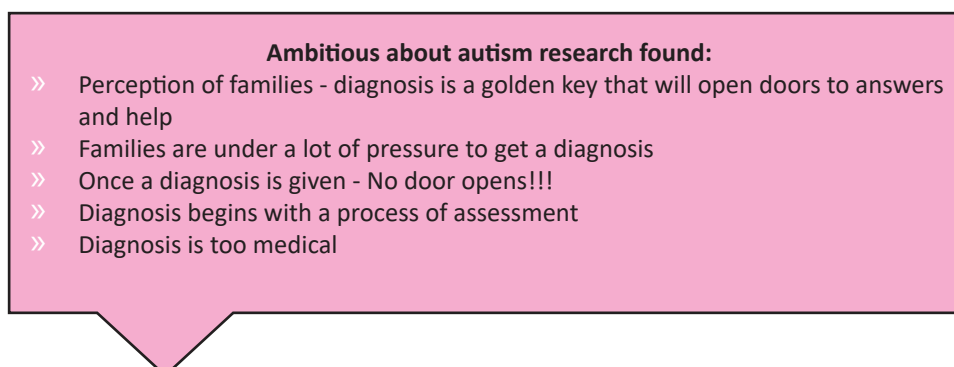 Ambitious about autism research found:
» Perception of families - diagnosis is a golden key that will open doors to answers
and help
» Families are under a lot of pressure to get a diagnosis
» Once a diagnosis is given - No door opens!!!
» Diagnosis begins with a process of assessment
» Diagnosis is too medical